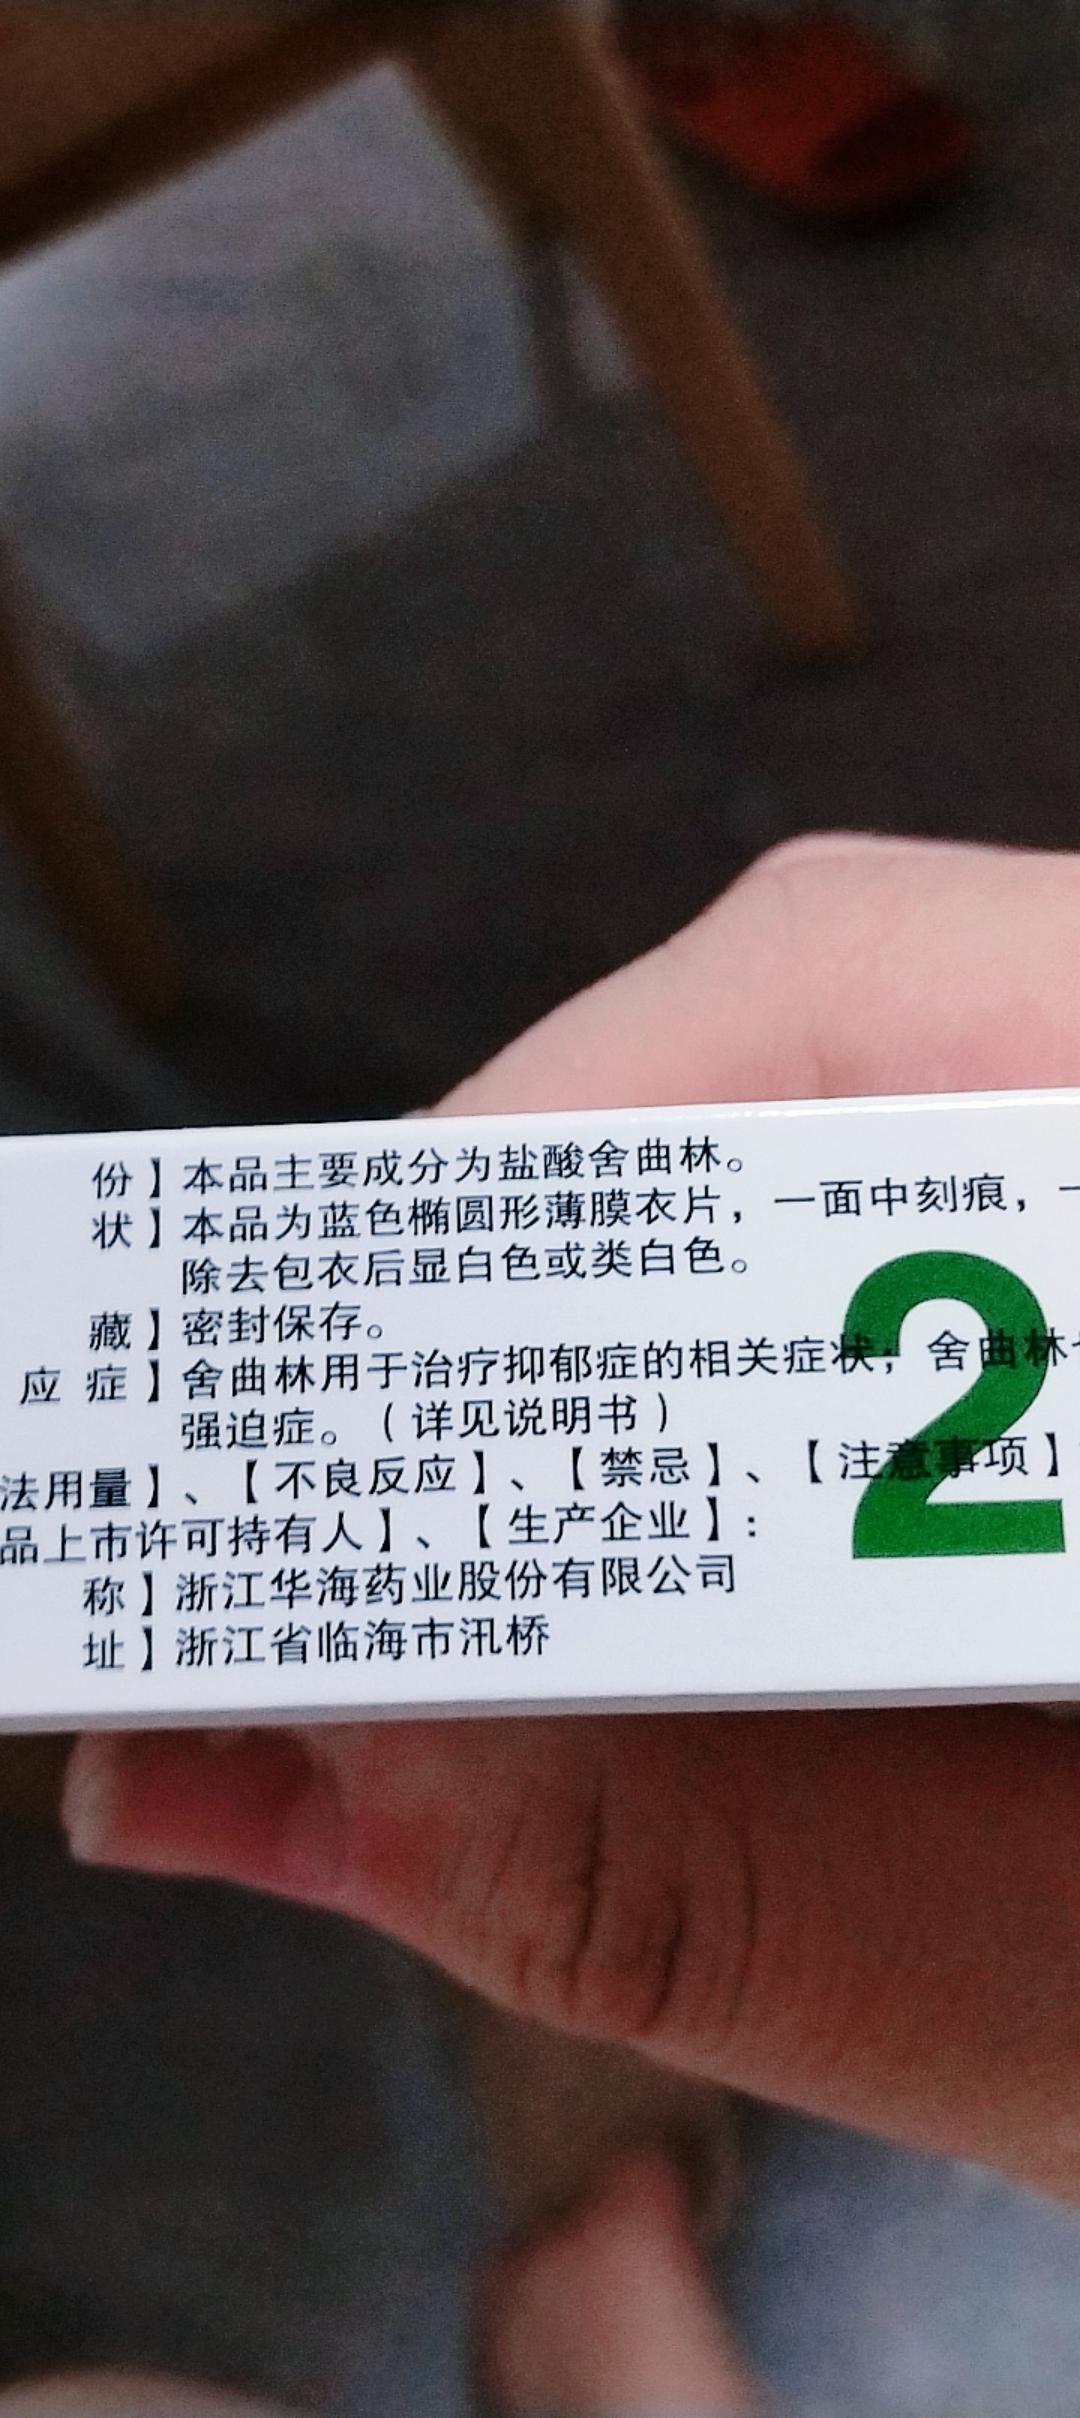 份】本品主要成分为盐酸舍曲林。
状】本品为蓝色椭圆形薄膜衣片，一面中刻痕，一
除去包衣后显白色或类白色。
藏】密封保存。
应 症】舍曲林用于治疗抑郁症的相关症状；舍曲林
强迫症。（详见说明书）
法用量】、【不良反应】、【禁忌】、【注意事项】
品上市许可持有人】、【生产企业】：
称】浙江华海药业股份有限公司
址】浙江省临海市汛桥
2